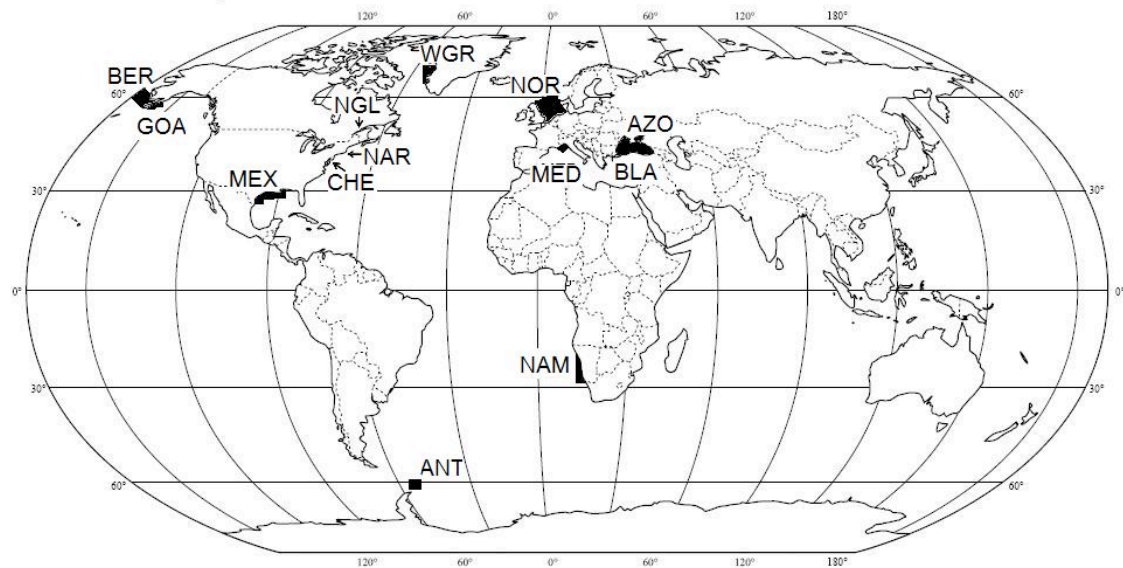 120° 60° 0° 60° 120° 180°
WGR
BER
NOR
60° 60°
NGL
GOA
AZO
NAR
MED BLA
MEX CHE
30° 30°
0° 0°
NAM
30° 30°
ANT
60° 60°
120° 60° 0° 60° 120° 180°